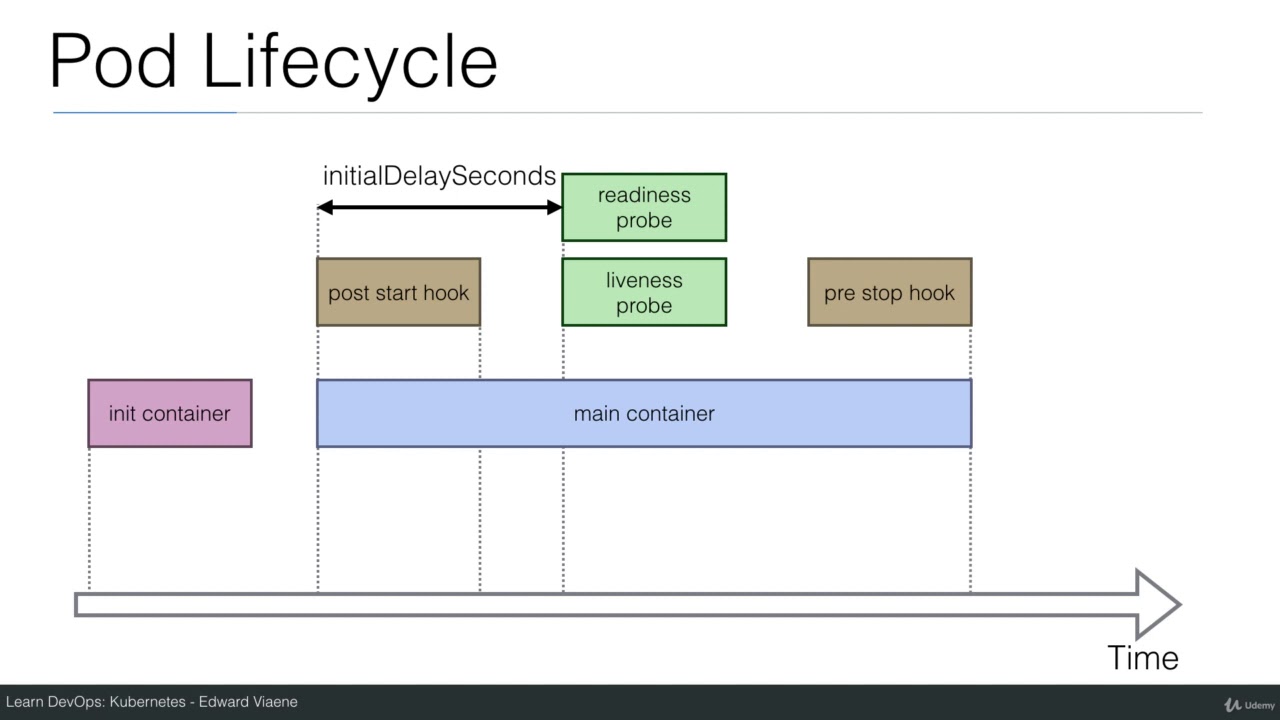 Pod Lifecycle
initialDelaySeconds
readiness
probe
post start hook
liveness
probe
pre stop hook
init container
main container
Time
Learn DevOps: Kubernetes - Edward Viaene
Udemy